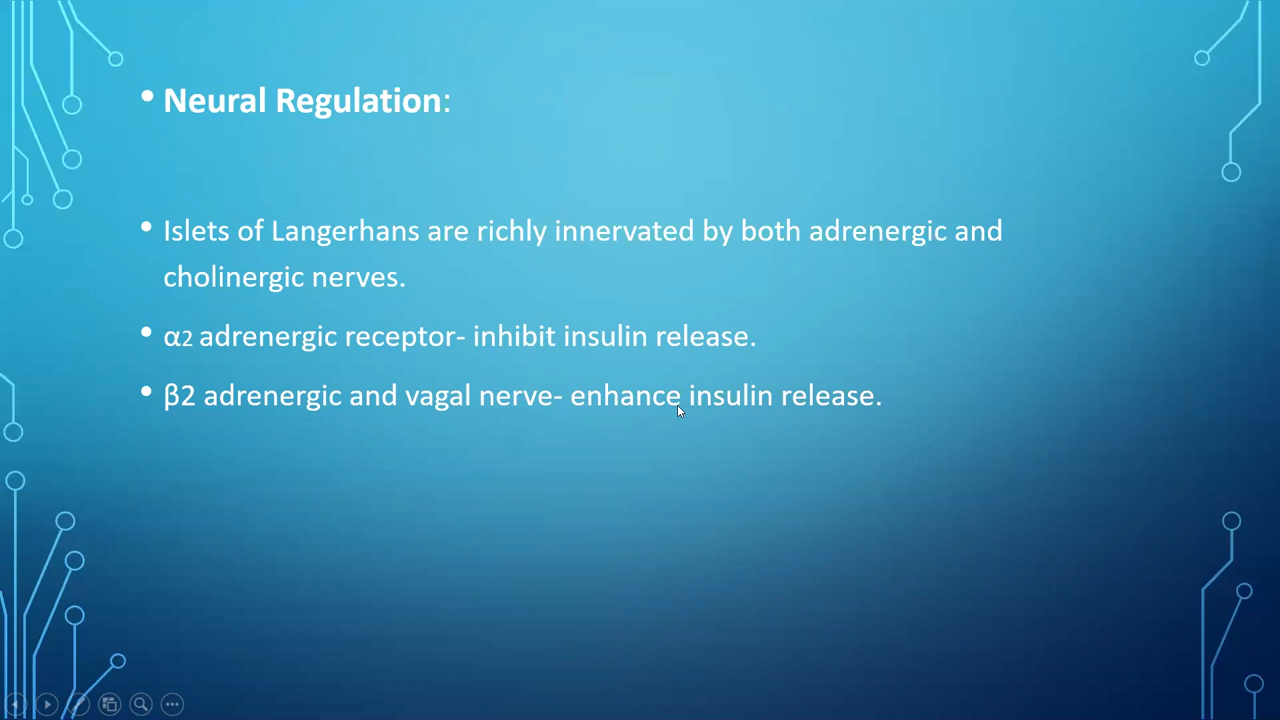 • Neural Regulation:
• Islets of Langerhans are richly innervated by both adrenergic and
cholinergic nerves.
• α2 adrenergic receptor- inhibit insulin release.
• β2 adrenergic and vagal nerve- enhance insulin release.